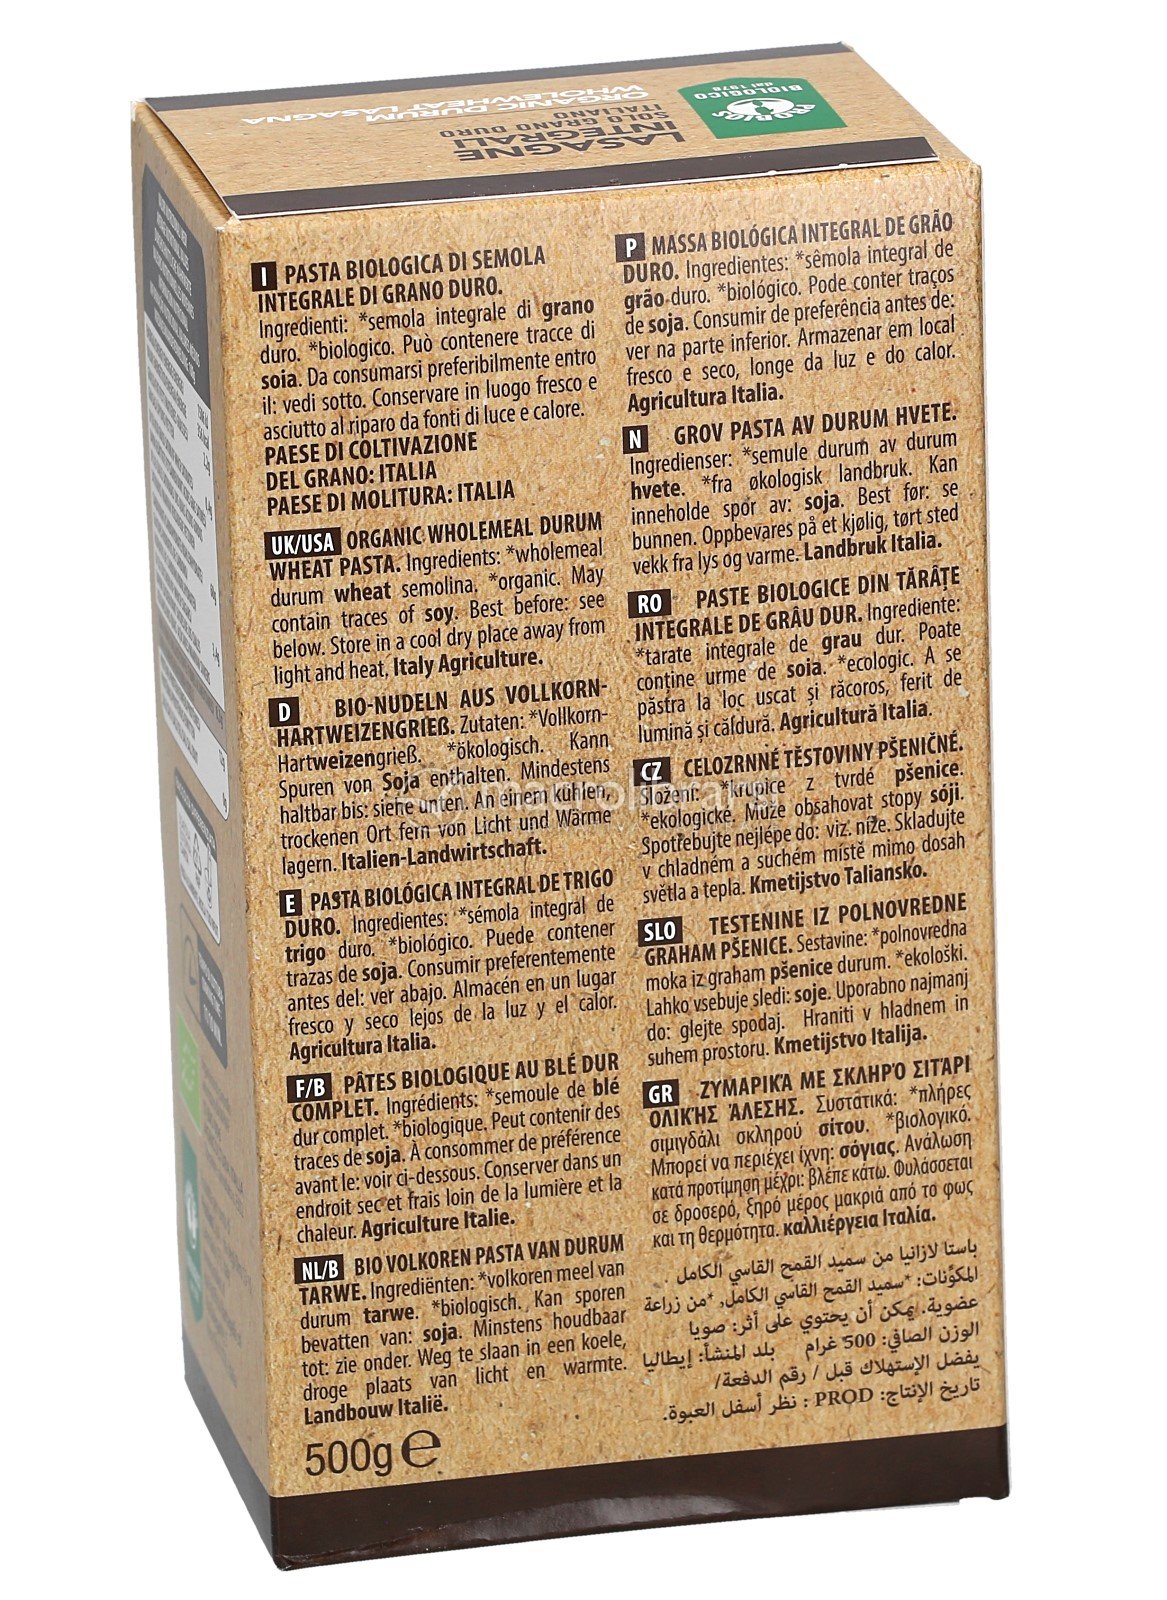 PROBIOS
BIOLOGICO
dal 1978
LASAGNE
INTEGRALI
SOLO GRANO DURO
ITALIANO
ORGANIC DURUM
WHOLEWHEAT LASAGNA
I PASTA BIOLOGICA DI SEMOLA
INTEGRALE DI GRANO DURO.
Ingredienti: *semola integrale di grano
duro. *biologico. Può contenere tracce di
soia. Da consumarsi preferibilmente entro
il: vedi sotto. Conservare in luogo fresco e
asciutto al riparo da fonti di luce e calore.
PAESE DI COLTIVAZIONE
DEL GRANO: ITALIA
PAESE DI MOLITURA: ITALIA
UK/USA ORGANIC WHOLEMEAL DURUM
WHEAT PASTA. Ingredients: *wholemeal
durum wheat semolina. *organic. May
contain traces of soy. Best before: see
below. Store in a cool dry place away from
light and heat, Italy Agriculture.
D BIO-NUDELN AUS VOLLKORN-
HARTWEIZENGRIEß. Zutaten: *Vollkorn-
Hartweizengrieß. *ökologisch. Kann
Spuren von Soja enthalten. Mindestens
haltbar bis: siehe unten. An einem kühlen,
trockenen Ort fern von Licht und Wärme
lagern. Italien-Landwirtschaft.
E PASTA BIOLÓGICA INTEGRAL DE TRIGO
DURO. Ingredientes: *sémola integral de
trigo duro. *biológico. Puede contener
trazas de soja. Consumir preferentemente
antes del: ver abajo. Almacén en un lugar
fresco y seco lejos de la luz y el calor.
Agricultura Italia.
F/B PÂTES BIOLOGIQUE AU BLÉ DUR
COMPLET. Ingrédients: *semoule de blé
dur complet. *biologique. Peut contenir des
traces de soja. À consommer de préférence
avant le: voir ci-dessous. Conserver dans un
endroit sec et frais loin de la lumière et la
chaleur. Agriculture Italie.
NL/B BIO VOLKOREN PASTA VAN DURUM
TARWE. Ingrediënten: *volkoren meel van
durum tarwe. *biologisch. Kan sporen
bevatten van: soja. Minstens houdbaar
tot: zie onder. Weg te slaan in een koele,
droge plaats van licht en warmte.
Landbouw Italië.
500g ℮
P MASSA BIOLÓGICA INTEGRAL DE GRÃO
DURO. Ingredientes: *sêmola integral de
grão duro. *biológico. Pode conter traços
de soja. Consumir de preferência antes de:
ver na parte inferior. Armazenar em local
fresco e seco, longe da luz e do calor.
Agricultura Italia.
N GROV PASTA AV DURUM HVETE.
Ingredienser: *semule durum av durum
hvete. *fra økologisk landbruk. Kan
inneholde spor av: soja. Best før: se
bunnen. Oppbevares på et kjølig, tørt sted
vekk fra lys og varme. Landbruk Italia.
RO PASTE BIOLOGICE DIN TĂRÂȚE
INTEGRALE DE GRÂU DUR. Ingrediente:
*tarate integrale de grau dur. Poate
conține urme de soia. *ecologic. A se
păstra la loc uscat și răcoros, ferit de
lumină și căldură. Agricultură Italia.
CZ CELOZRNNÉ TĚSTOVINY PŠENIČNÉ.
složení: *krupice z tvrdé pšenice.
*ekologické. Může obsahovat stopy sóji.
Spotřebujte nejlépe do: viz. níže. Skladujte
v chladném a suchém místě mimo dosah
světla a tepla. Kmetijstvo Taliansko.
SLO TESTENINE IZ POLNOVREDNE
GRAHAM PŠENICE. Sestavine: *polnovredna
moka iz graham pšenice durum. *ekološki.
Lahko vsebuje sledi: soje. Uporabno najmanj
do: glejte spodaj. Hraniti v hladnem in
suhem prostoru. Kmetijstvo Italija.
GR ΖΥΜΑΡΙΚΆ ΜΕ ΣΚΛΗΡΌ ΣΙΤΆΡΙ
ΟΛΙΚΉΣ ΆΛΕΣΗΣ. Συστατικά: *πλήρες
σιμιγδάλι σκληρού σίτου. *βιολογικό.
Μπορεί να περιέχει ίχνη: σόγιας. Ανάλωση
κατά προτίμηση μέχρι: βλέπε κάτω. Φυλάσσεται
σε δροσερό, ξηρό μέρος μακριά από το φως
και τη θερμότητα. καλλιέργεια Ιταλία.
باستا لازانيا من سميد القمح القاسي الكامل .
المكوّنات: *سميد القمح القاسي الكامل. *من زراعة
عضوية. يمكن أن يحتوي على أثر: صويا
الوزن الصافي: 500 غرام بلد المنشأ: إيطاليا
يفضل الإستهلاك قبل / رقم الدفعة/
تاريخ الإنتاج: PROD : نظر أسفل العبوة.